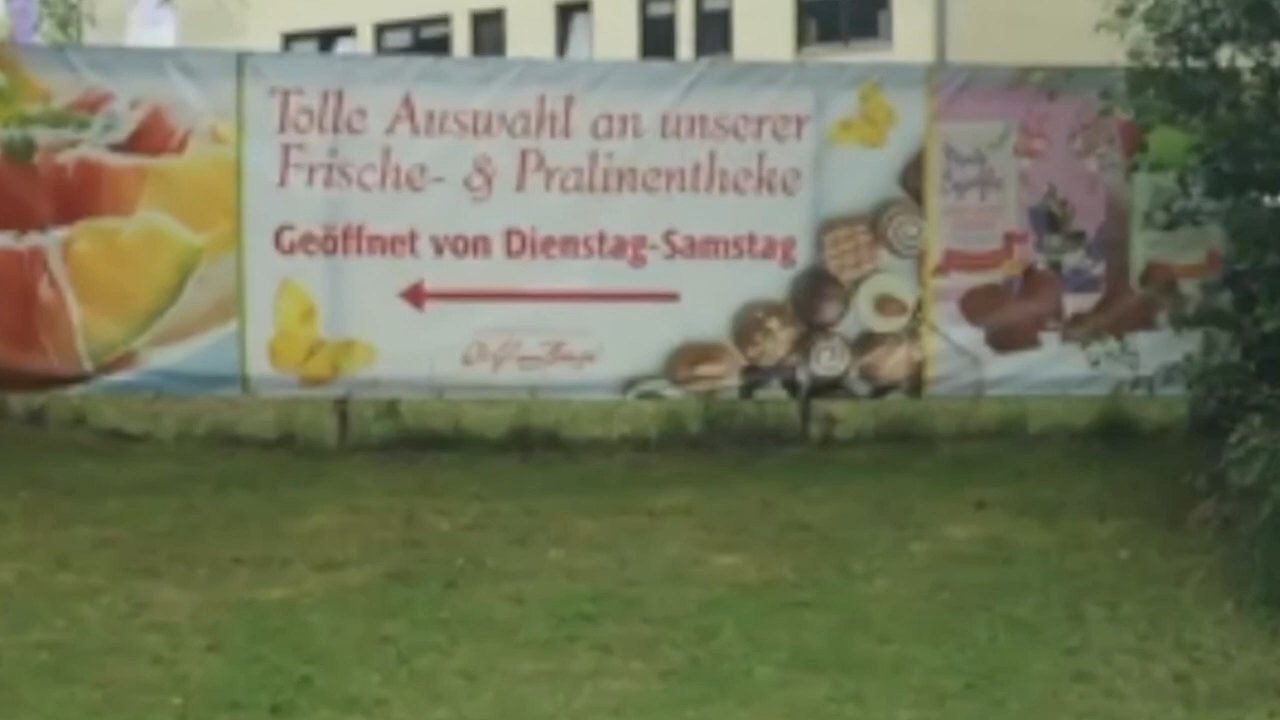 Tolle Auswahl an unserer
Frische- & Pralinentheke
Geöffnet von Dienstag-Samstag